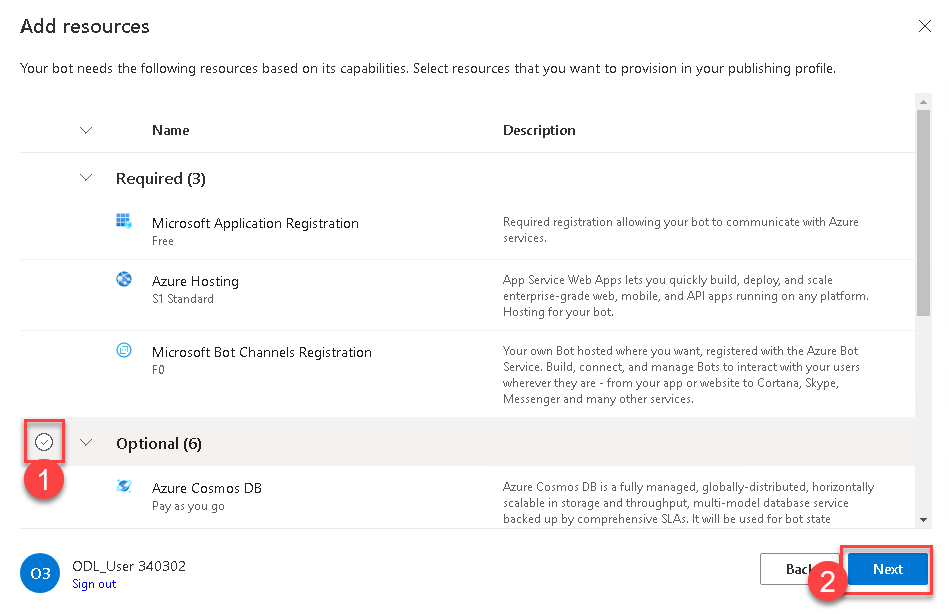 Add resources
Your bot needs the following resources based on its capabilities. Select resources that you want to provision in your publishing profile.
Name
Description
Required (3)
Microsoft Application Registration
Free
Required registration allowing your bot to communicate with Azure
services.
Azure Hosting
S1 Standard
App Service Web Apps lets you quickly build, deploy, and scale
enterprise-grade web, mobile, and API apps running on any platform.
Hosting for your bot.
Microsoft Bot Channels Registration
F0
Your own Bot hosted where you want, registered with the Azure Bot
Service. Build, connect, and manage Bots to interact with your users
wherever they are - from your app or website to Cortana, Skype,
Messenger and many other services.
Optional (6)
1
Azure Cosmos DB
Pay as you go
Azure Cosmos DB is a fully managed, globally-distributed, horizontally
scalable in storage and throughput, multi-model database service
backed up by comprehensive SLAs. It will be used for bot state
O3
ODL_User 340302
Sign out
Back
2
Next